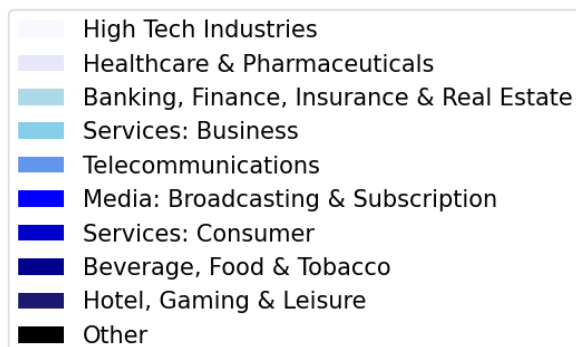 High Tech Industries
Healthcare & Pharmaceuticals
Banking, Finance, Insurance & Real Estate
Services: Business
Telecommunications
Media: Broadcasting & Subscription
Services: Consumer
Beverage, Food & Tobacco
Hotel, Gaming & Leisure
Other